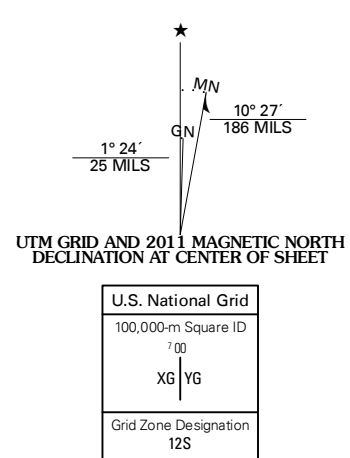 ★
MN
GN
10° 27´
186 MILS
1° 24´
25 MILS
UTM GRID AND 2011 MAGNETIC NORTH
DECLINATION AT CENTER OF SHEET
U.S. National Grid
100,000-m Square ID
⁷00
XG YG
Grid Zone Designation
12S